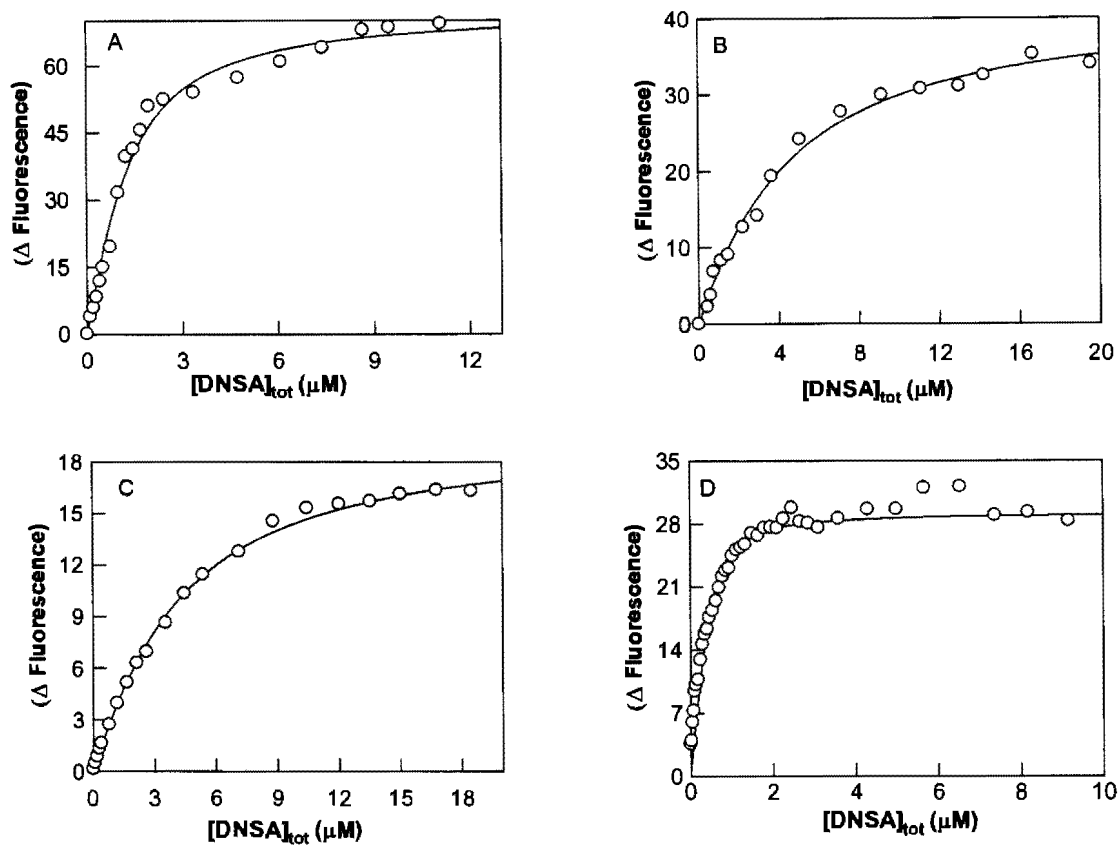 A
(Δ Fluorescence)
60
45
30
15
0
0 3 6 9 12
[DNSA]tot (μM)
B
(Δ Fluorescence)
40
30
20
10
0
0 4 8 12 16 20
[DNSA]tot (μM)
C
(Δ Fluorescence)
18
15
12
9
6
3
0
0 3 6 9 12 15 18
[DNSA]tot (μM)
D
(Δ Fluorescence)
35
28
21
14
7
0
0 2 4 6 8 10
[DNSA]tot (μM)